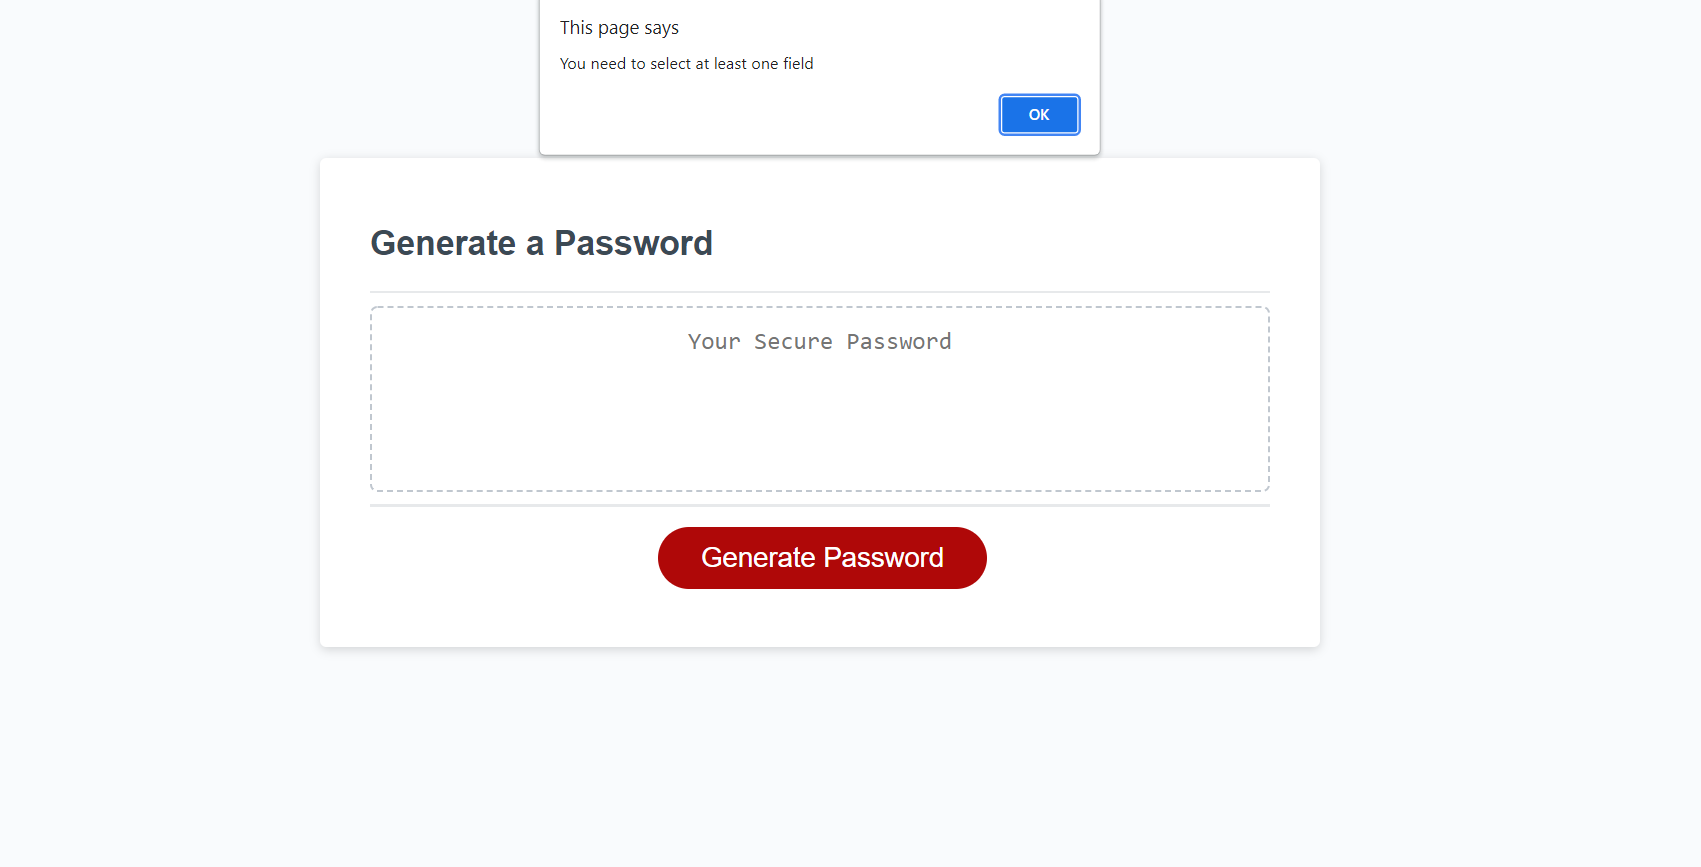 This page says
You need to select at least one field
OK
Generate a Password
Your Secure Password
Generate Password